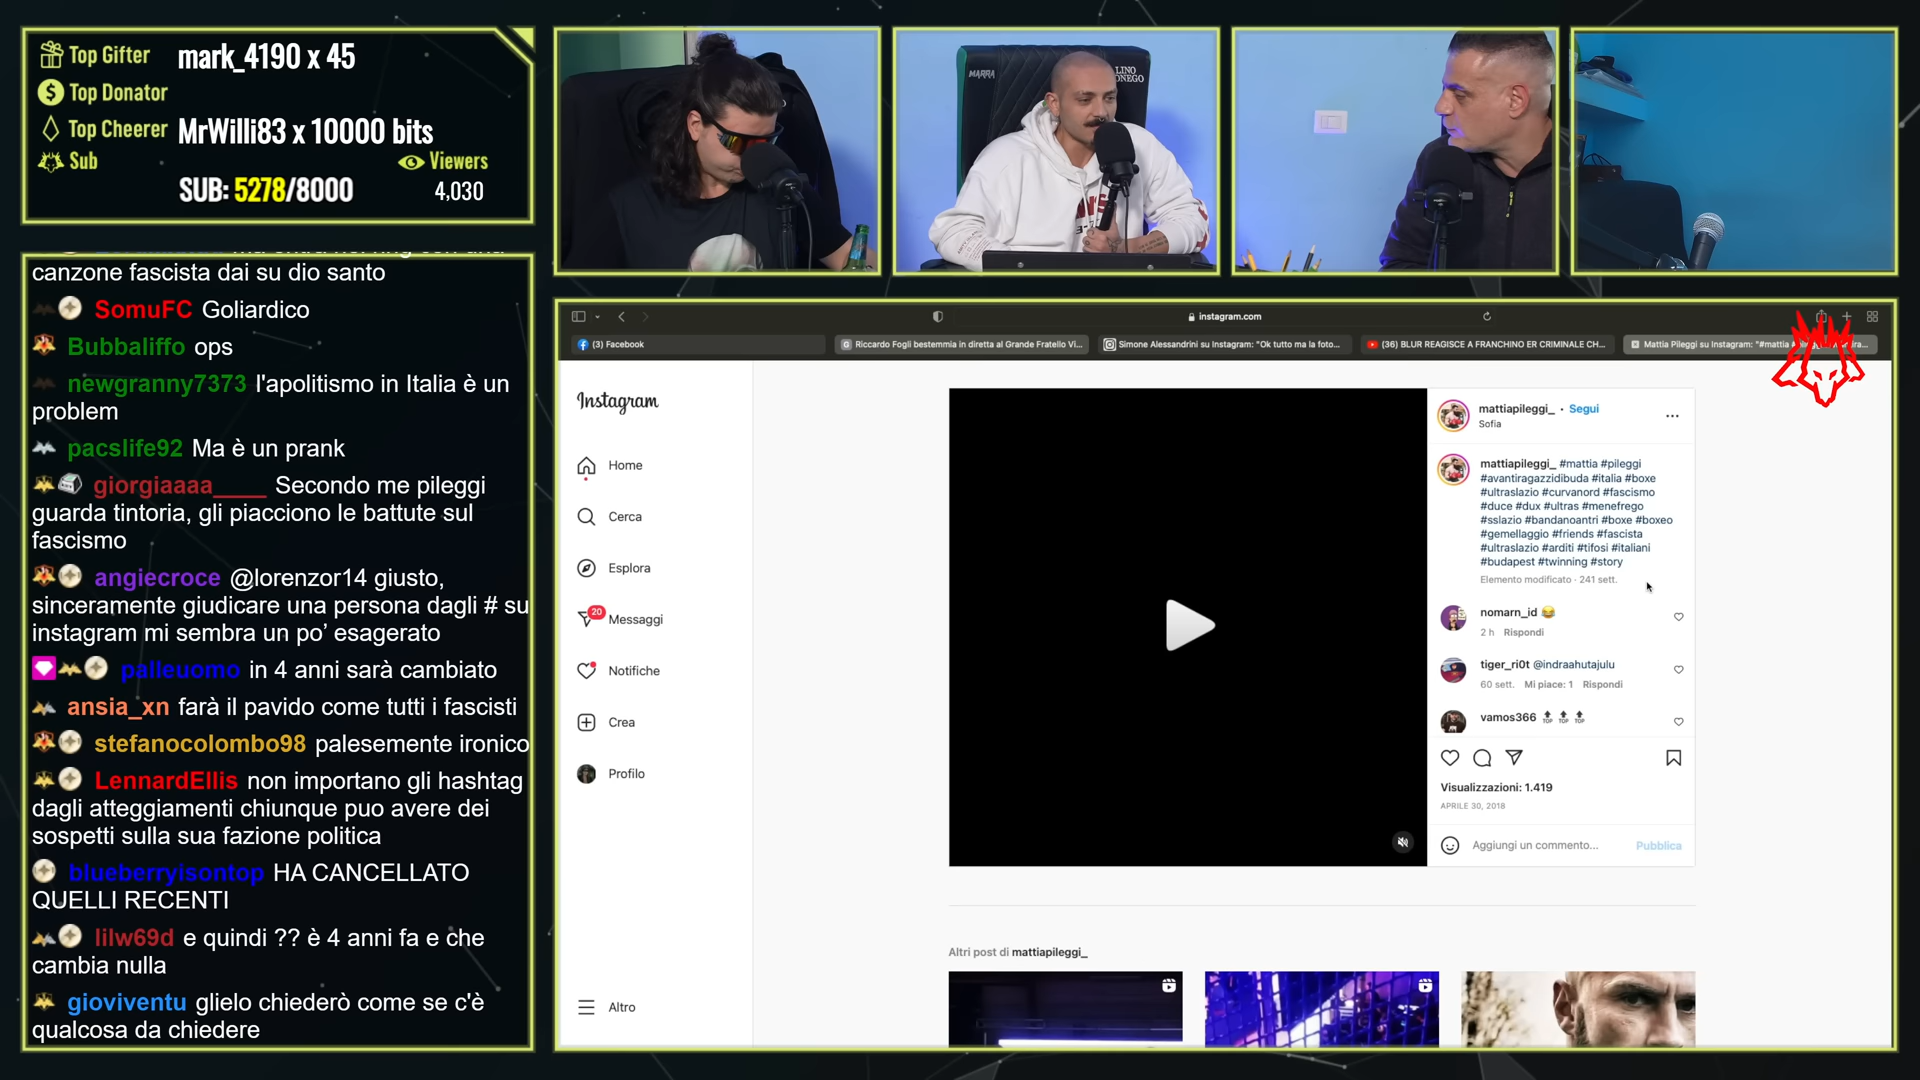 Top Gifter mark_4190 x 45
Top Donator
Top Cheerer MrWilli83 x 10000 bits
Sub
Viewers
SUB: 5278/8000
4,030
canzone fascista dai su dio santo
SomuFC Goliardico
Bubbaliffo ops
newgranny7373 l'apolitismo in Italia è un
problem
pacslife92 Ma è un prank
giorgiaaaa____ Secondo me pileggi
guarda tintoria, gli piacciono le battute sul
fascismo
angiecroce @lorenzor14 giusto,
sinceramente giudicare una persona dagli # su
instagram mi sembra un po' esagerato
palleuomo in 4 anni sarà cambiato
ansia_xn farà il pavido come tutti i fascisti
stefanocolombo98 palesemente ironico
LennardEllis non importano gli hashtag
dagli atteggiamenti chiunque puo avere dei
sospetti sulla sua fazione politica
blueberryisontop HA CANCELLATO
QUELLI RECENTI
lilw69d e quindi ?? è 4 anni fa e che
cambia nulla
gioviventu glielo chiederò come se c'è
qualcosa da chiedere
MARRA
LINO
ONEGO
instagram.com
(3) Facebook
Riccardo Fogli bestemmia in diretta al Grande Fratello Vi...
Simone Alessandrini su Instagram: "Ok tutto ma la foto...
(36) BLUR REAGISCE A FRANCHINO ER CRIMINALE CH...
Mattia Pileggi su Instagram: "#mattia
Instagram
Home
Cerca
Esplora
20
Messaggi
Notifiche
Crea
Profilo
Altro
mattiapileggi_ • Segui
Sofia
mattiapileggi_ #mattia #pileggi
#avantiragazzidibuda #italia #boxe
#ultraslazio #curvanord #fascismo
#duce #dux #ultras #menefrego
#sslazio #bandanoantri #boxe #boxeo
#gemellaggio #friends #fascista
#ultraslazio #arditi #tifosi #italiani
#budapest #twinning #story
Elemento modificato · 241 sett.
nomarn_id 😂
2 h Rispondi
tiger_ri0t @indraahutajulu
60 sett. Mi piace: 1 Rispondi
vamos366 🔝 🔝 🔝
Visualizzazioni: 1.419
APRILE 30, 2018
Aggiungi un commento... Pubblica
Altri post di mattiapileggi_